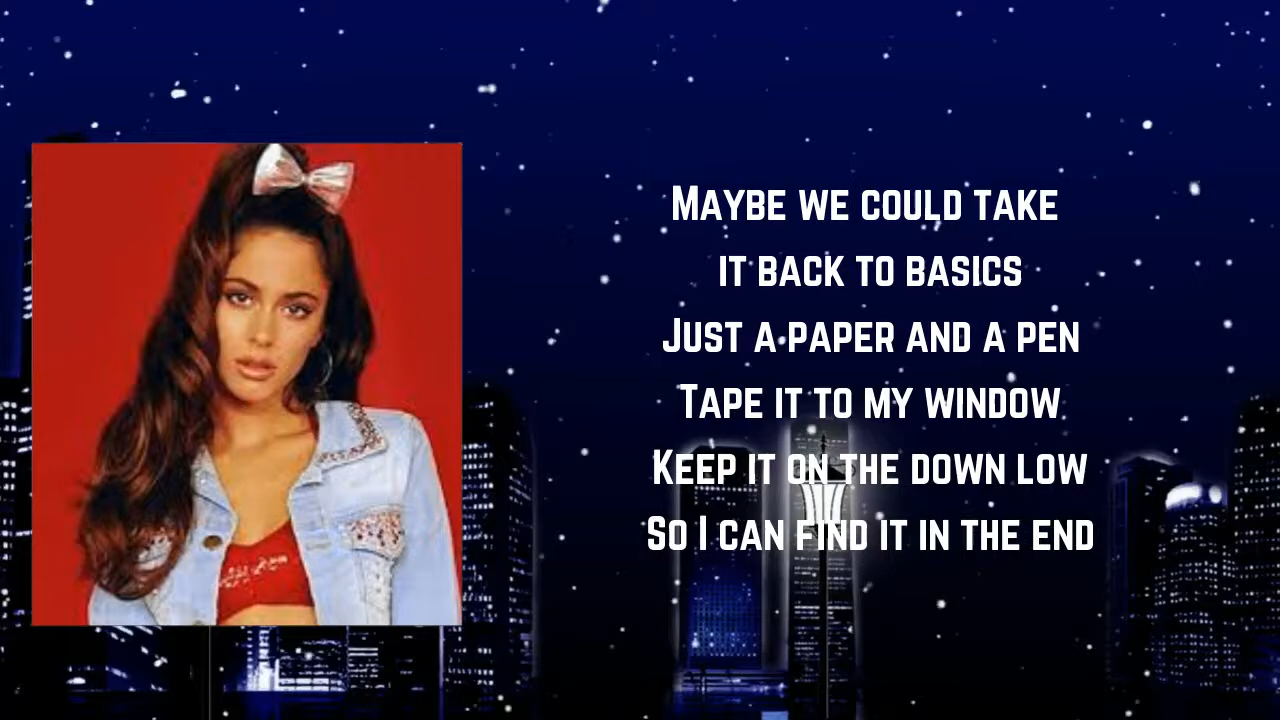 Maybe we could take
it back to basics
Just a paper and a pen
Tape it to my window
Keep it on the down low
So I can find it in the end